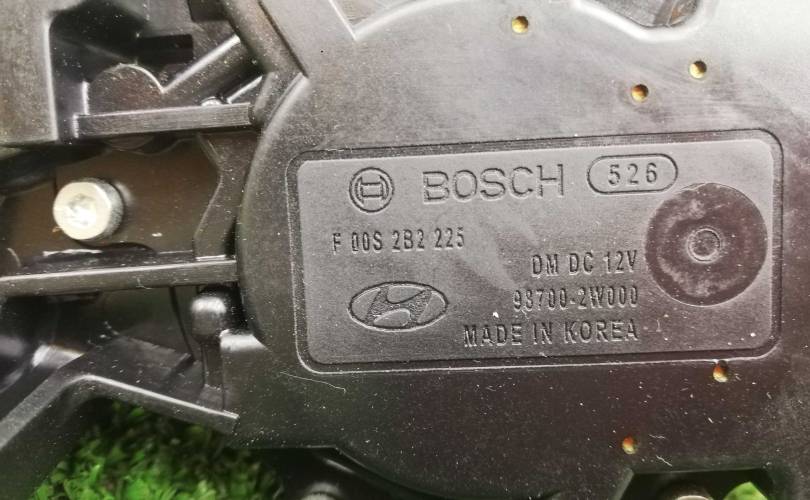 BOSCH 526
F 00S 2B2 225
DM DC 12V
98700-2W000
MADE IN KOREA